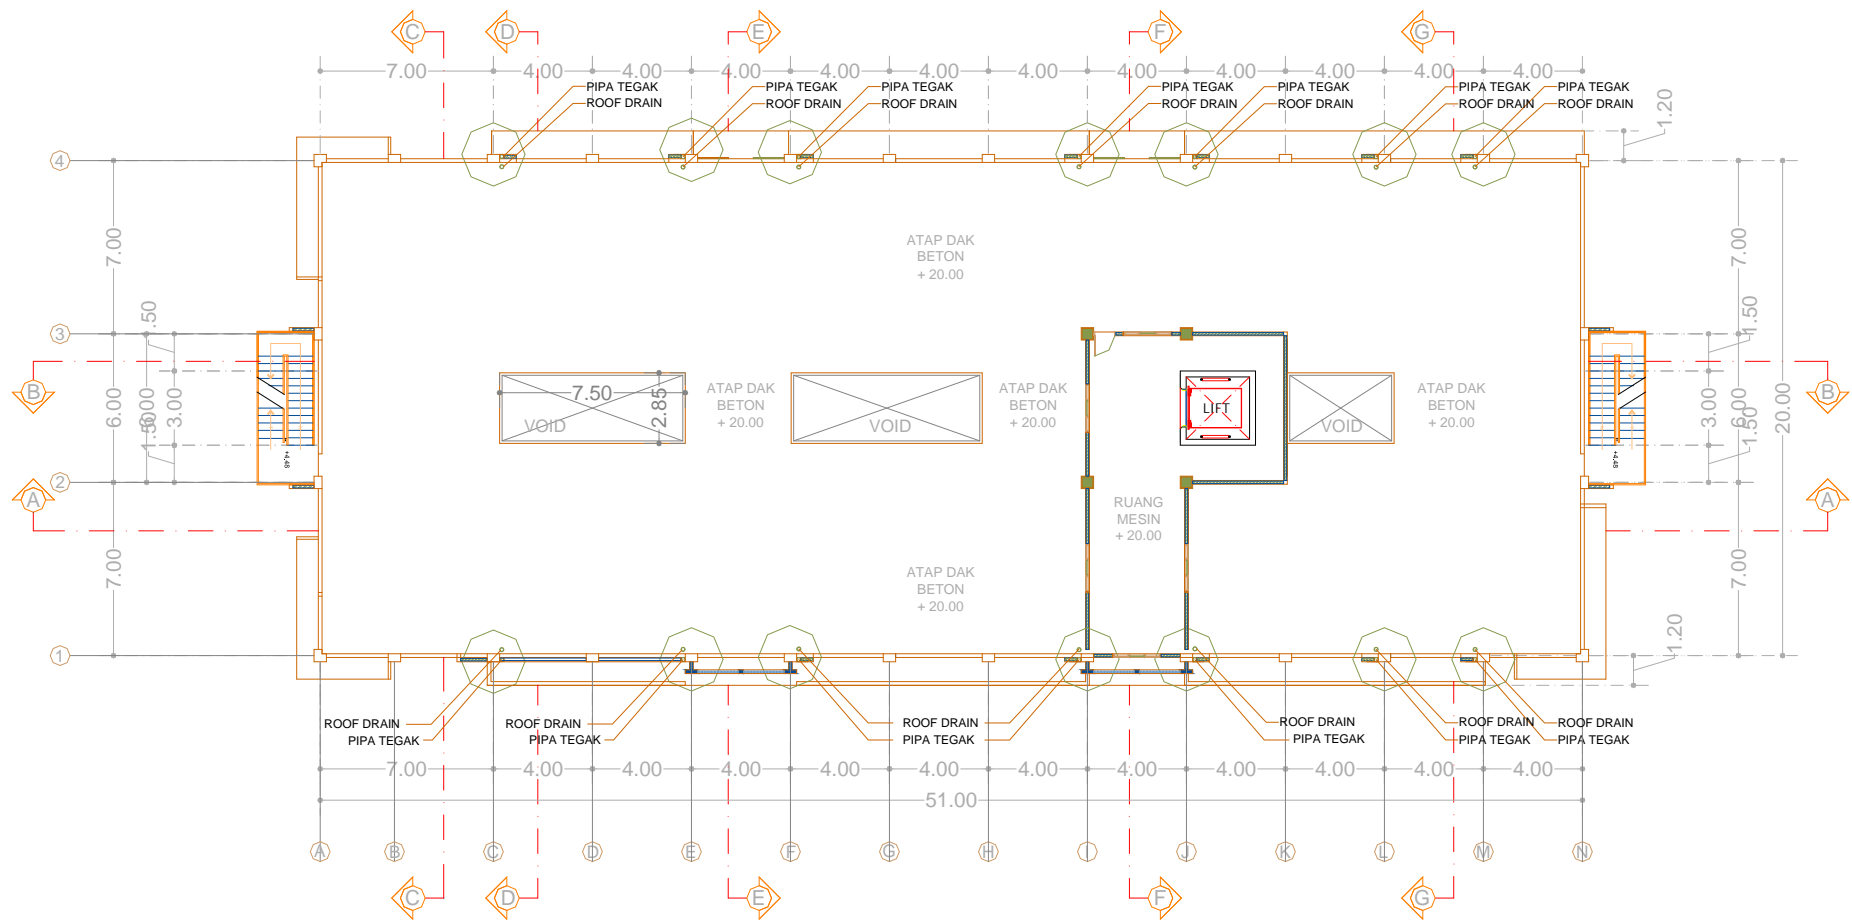 C D E F G
7.00 4.00 4.00 4.00 4.00 4.00 4.00 4.00 4.00 4.00 4.00 4.00
PIPA TEGAK PIPA TEGAK PIPA TEGAK PIPA TEGAK PIPA TEGAK PIPA TEGAK PIPA TEGAK
ROOF DRAIN ROOF DRAIN ROOF DRAIN ROOF DRAIN ROOF DRAIN ROOF DRAIN ROOF DRAIN
1.20
4
7.00 7.00
ATAP DAK
BETON
+ 20.00
3
1.50 1.50
B B
6.00 3.00 3.00 6.00 20.00
7.50 2.85
VOID VOID VOID
ATAP DAK
BETON
+ 20.00
ATAP DAK
BETON
+ 20.00
LIFT
ATAP DAK
BETON
+ 20.00
1.50 1.50
+4.48 +4.48
2
A A
RUANG
MESIN
+ 20.00
7.00 7.00
ATAP DAK
BETON
+ 20.00
1
1.20
ROOF DRAIN ROOF DRAIN ROOF DRAIN ROOF DRAIN ROOF DRAIN ROOF DRAIN
PIPA TEGAK PIPA TEGAK PIPA TEGAK PIPA TEGAK PIPA TEGAK PIPA TEGAK
7.00 4.00 4.00 4.00 4.00 4.00 4.00 4.00 4.00 4.00 4.00 4.00
51.00
A B C D E F G H I J K L M N
C D E F G